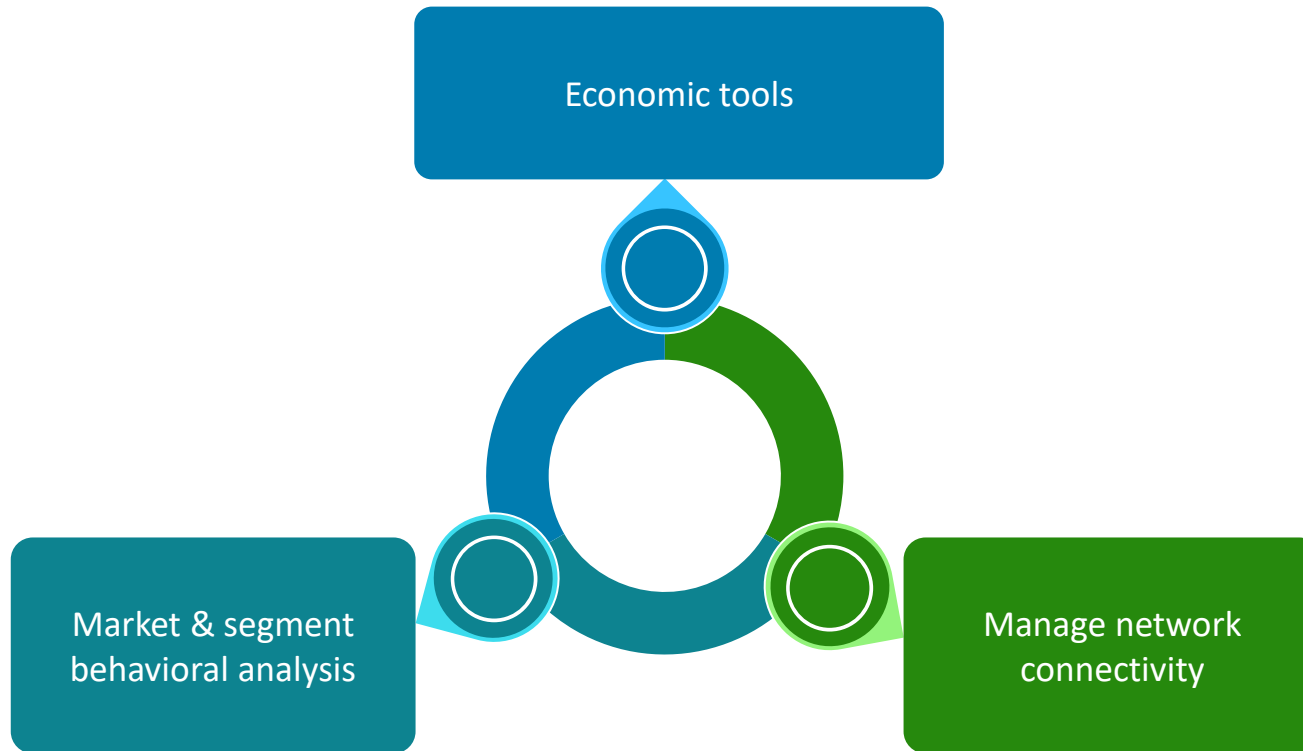 Economic tools
Market & segment
behavioral analysis
Manage network
connectivity